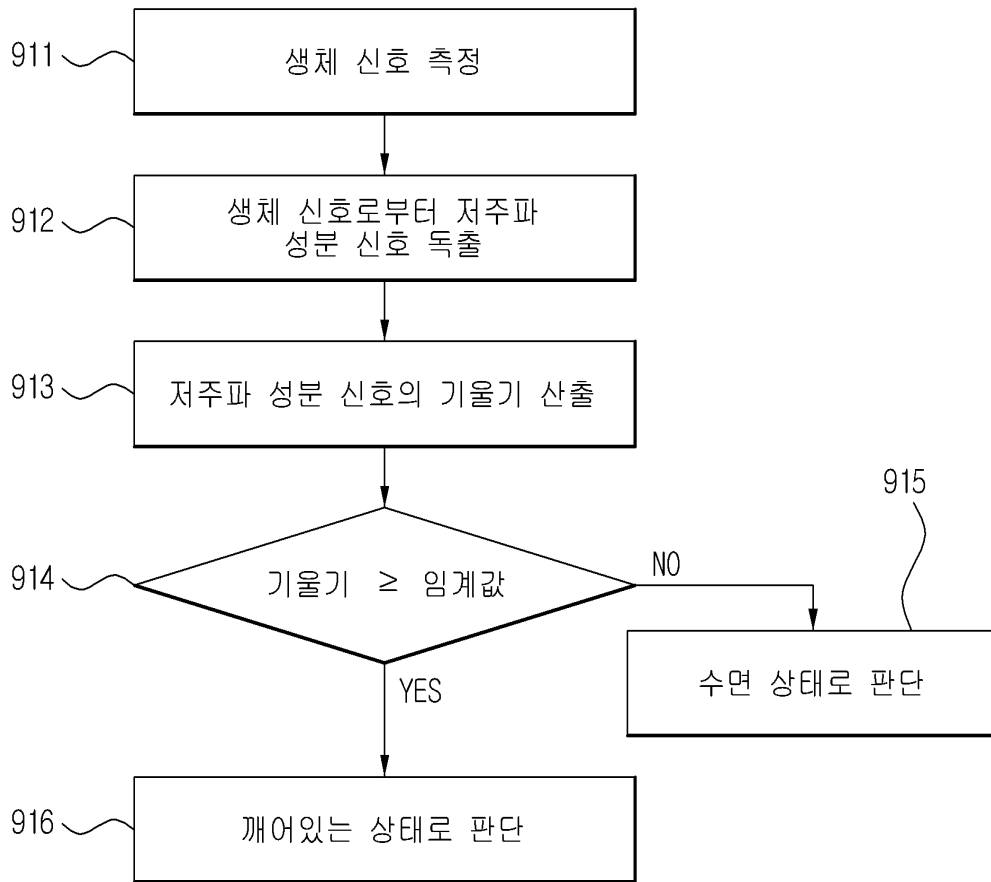 911
생체 신호 측정
912
생체 신호로부터 저주파
성분 신호 독출
913
저주파 성분 신호의 기울기 산출
915
914
기울기 ≥ 임계값
NO
수면 상태로 판단
YES
916
깨어있는 상태로 판단